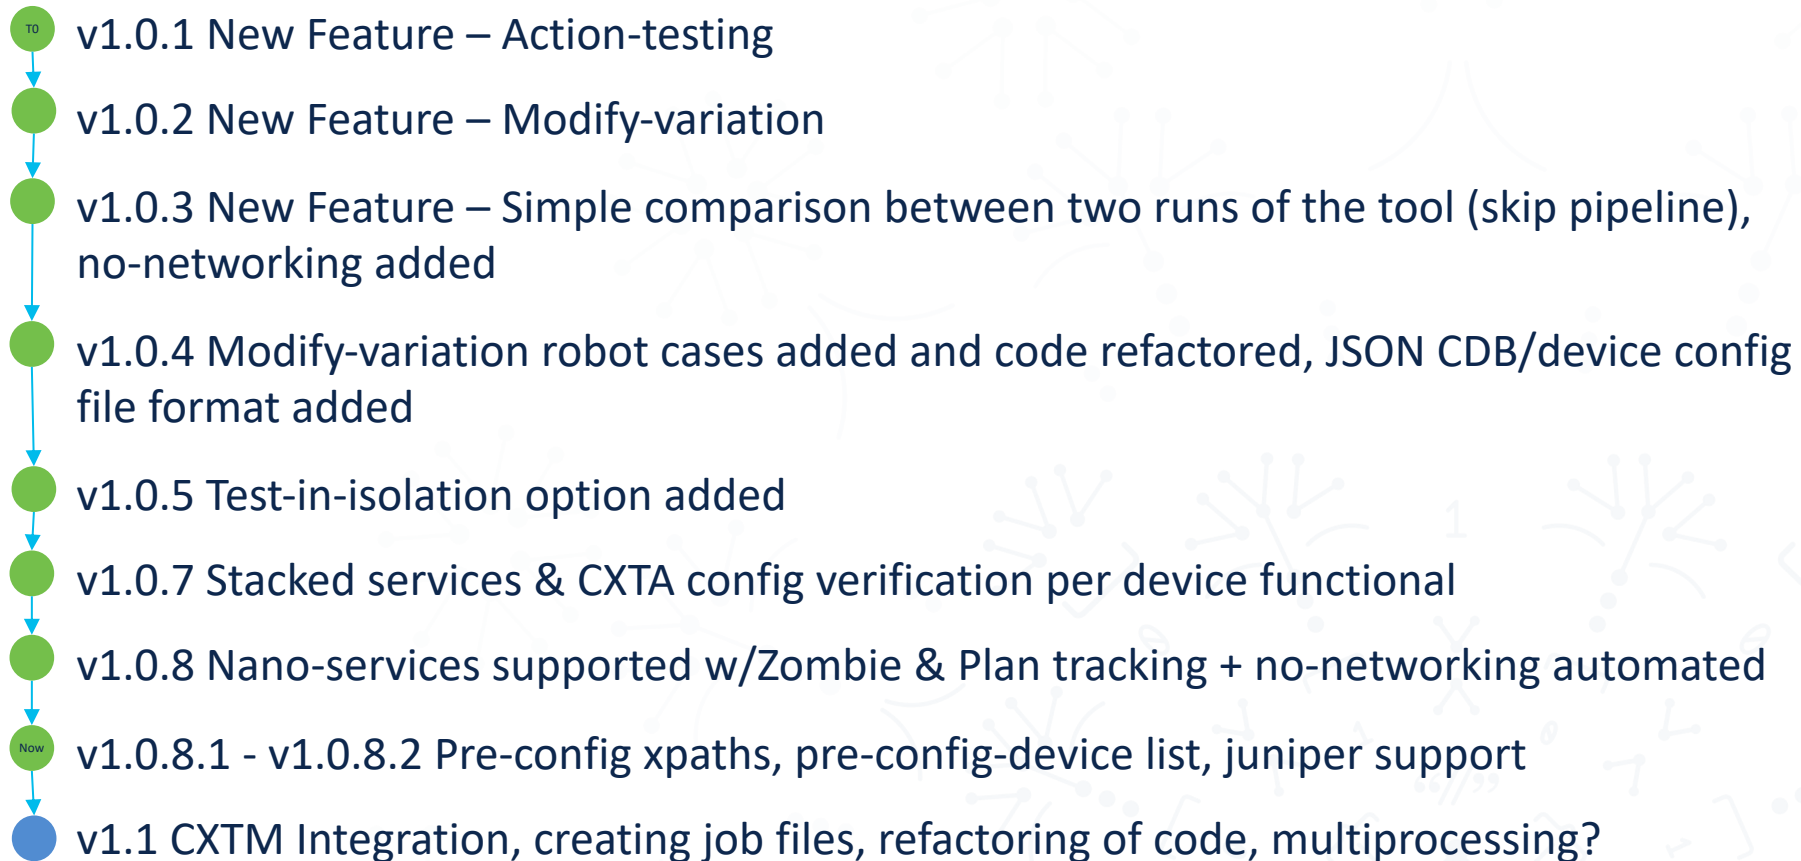 T0
v1.0.1 New Feature – Action-testing
v1.0.2 New Feature – Modify-variation
v1.0.3 New Feature – Simple comparison between two runs of the tool (skip pipeline),
no-networking added
v1.0.4 Modify-variation robot cases added and code refactored, JSON CDB/device config
file format added
v1.0.5 Test-in-isolation option added
v1.0.7 Stacked services & CXTA config verification per device functional
v1.0.8 Nano-services supported w/Zombie & Plan tracking + no-networking automated
Now
v1.0.8.1 - v1.0.8.2 Pre-config xpaths, pre-config-device list, juniper support
v1.1 CXTM Integration, creating job files, refactoring of code, multiprocessing?